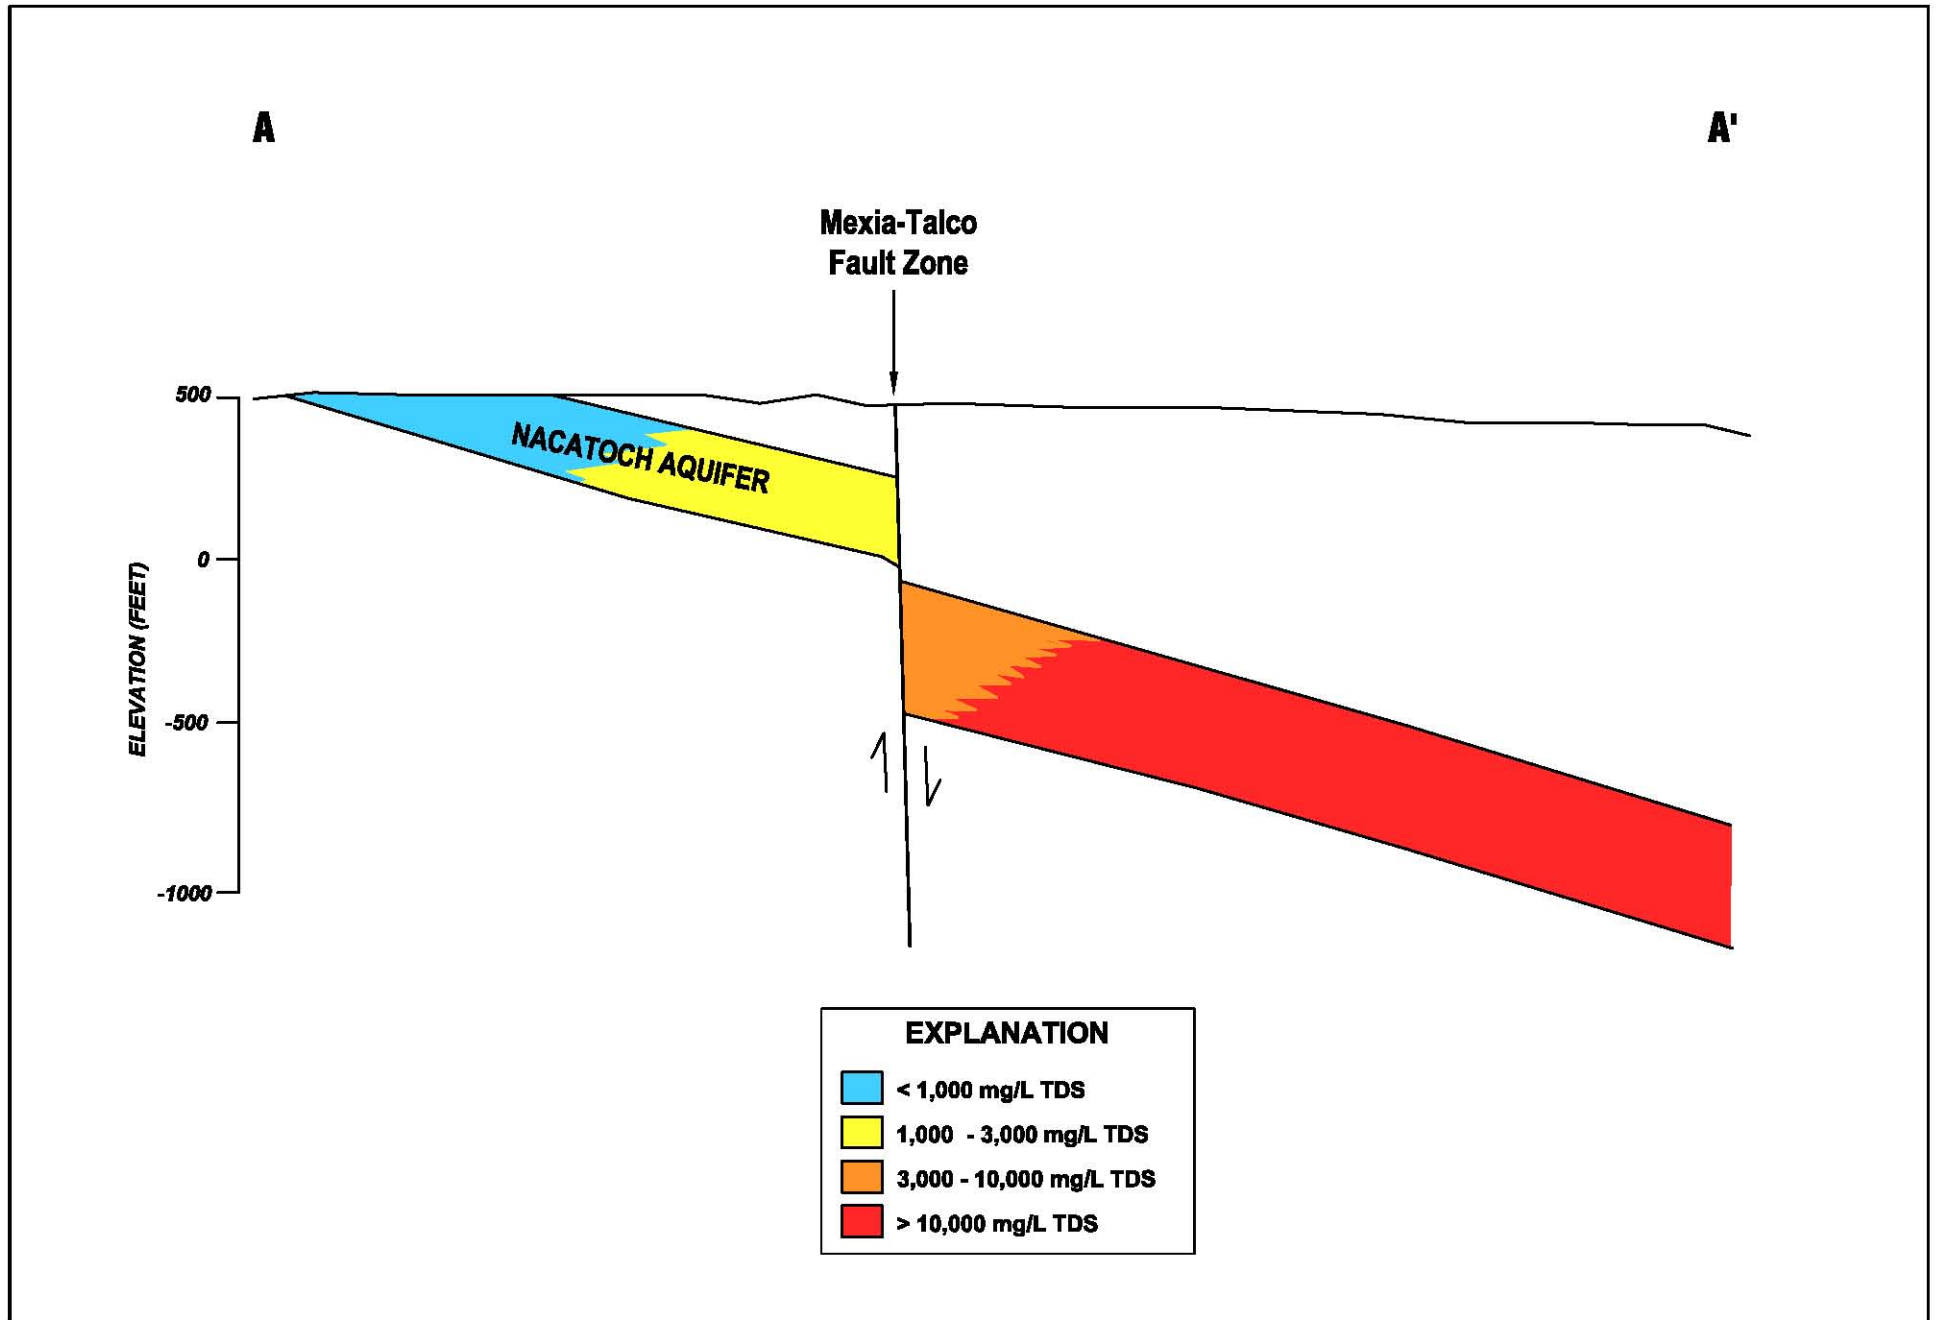 A
A'
Mexia-Talco
Fault Zone
500
0
-500
-1000
ELEVATION (FEET)
NACATOCH AQUIFER
EXPLANATION
< 1,000 mg/L TDS
1,000 - 3,000 mg/L TDS
3,000 - 10,000 mg/L TDS
> 10,000 mg/L TDS